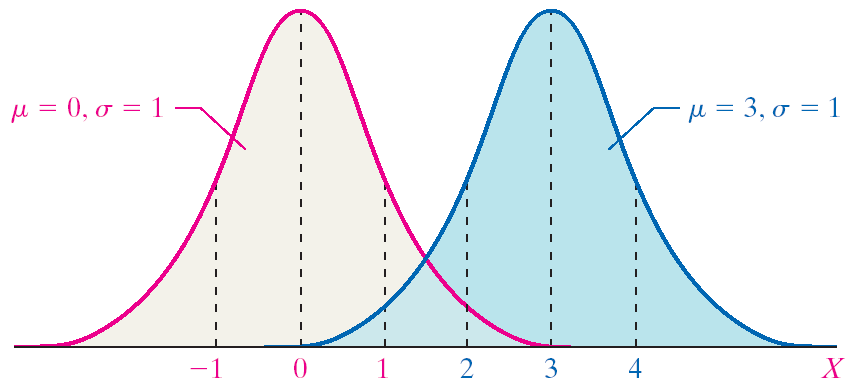 μ = 0, σ = 1
μ = 3, σ = 1
−1 0 1 2 3 4 X